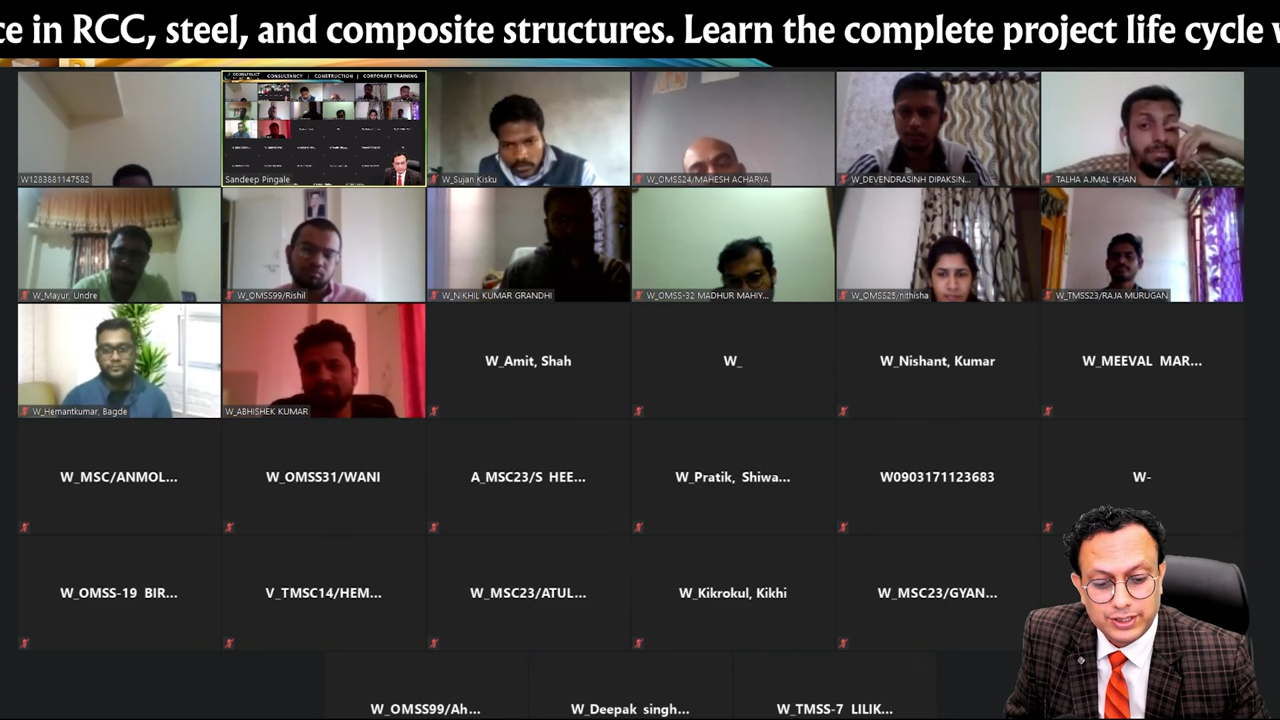 ce in RCC, steel, and composite structures. Learn the complete project life cycle w
CONSULTANCY | CONSTRUCTION | CORPORATE TRAINING
W1283881147582
Sandeep Pingale
W_Sujan Kisku
W_OMSS24/MAHESH ACHARYA
W_DEVENDRASINH DIPAKSIN...
TALHA AJMAL KHAN
W_Mayur, Undre
W_OMSS99/Rishil
W_NIKHIL KUMAR GRANDHI
W_OMSS-32 MADHUR MAHIY...
W_OMSS25/nithisha
W_TMSS23/RAJA MURUGAN
W_Hemantkumar, Bagde
W_ABHISHEK KUMAR
W_Amit, Shah
W_
W_Nishant, Kumar
W_MEEVAL MAR...
W_MSC/ANMOL...
W_OMSS31/WANI
A_MSC23/S HEE...
W_Pratik, Shiwa...
W0903171123683
W-
W_OMSS-19 BIR...
V_TMSC14/HEM...
W_MSC23/ATUL...
W_Kikrokul, Kikhi
W_MSC23/GYAN...
W_OMSS99/Ah...
W_Deepak singh...
W_TMSS-7 LILIK...